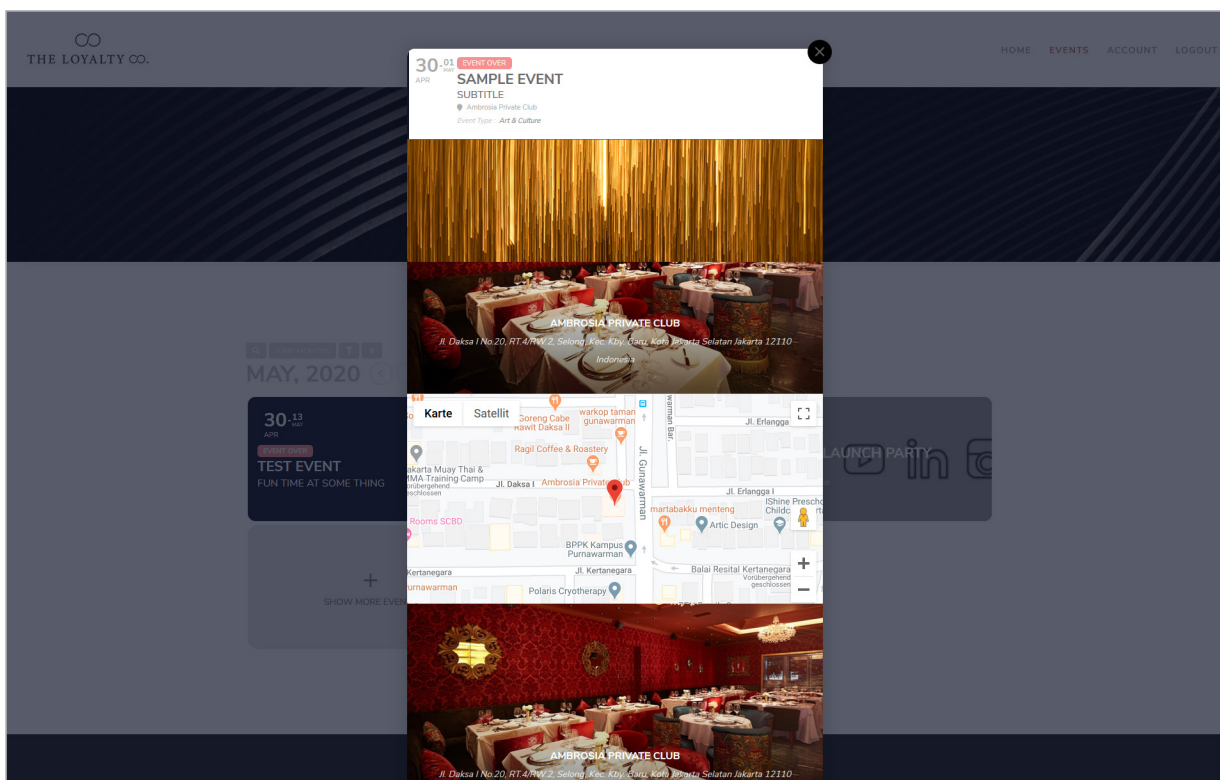 THE LOYALTY CO.
HOME EVENTS ACCOUNT LOGOUT
30-01 MAY
APR
EVENT OVER
SAMPLE EVENT
SUBTITLE
Ambrosia Private Club
Event Type : Art & Culture
AMBROSIA PRIVATE CLUB
Jl. Daksa I No.20, RT.4/RW.2, Selong, Kec. Kby. Baru, Kota Jakarta Selatan Jakarta 12110 -
Indonesia
MAY, 2020
30-13 MAY
APR
EVENT OVER
TEST EVENT
FUN TIME AT SOME THING
LAUNCH PARTY
+
SHOW MORE EVEN
Karte Satellit
Goreng Cabe
Rawit Daksa II
warkop taman
gunawarman
Jl. Erlangga
Ragil Coffee & Roastery
Jl. Gunawarman
warman Bar.
akarta Muay Thai &
MMA Training Camp
Vorübergehend
geschlossen
Jl. Daksa I
Ambrosia Private Club
Jl. Erlangga I
IShine Prescho
Childc
martabakku menteng
Artic Design
Rooms SCBD
BPPK Kampus
Purnawarman
Kertanegara
Jl. Kertanegara
Balai Resital Kertanegara
Vorübergehend
geschlossen
urnawarman
Polaris Cryotherapy
AMBROSIA PRIVATE CLUB
Jl. Daksa I No.20, RT.4/RW.2, Selong, Kec. Kby. Baru, Kota Jakarta Selatan Jakarta 12110 -